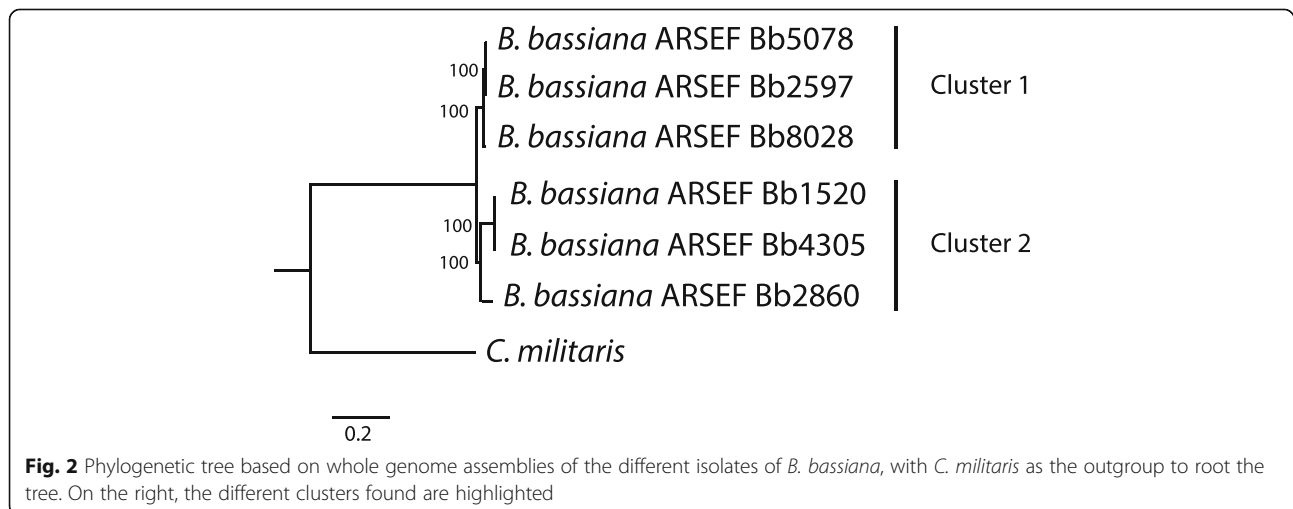 B. bassiana ARSEF Bb5078
100
B. bassiana ARSEF Bb2597
Cluster 1
100
B. bassiana ARSEF Bb8028
B. bassiana ARSEF Bb1520
100
B. bassiana ARSEF Bb4305
Cluster 2
100
B. bassiana ARSEF Bb2860
C. militaris
0.2
Fig. 2 Phylogenetic tree based on whole genome assemblies of the different isolates of B. bassiana, with C. militaris as the outgroup to root the
tree. On the right, the different clusters found are highlighted